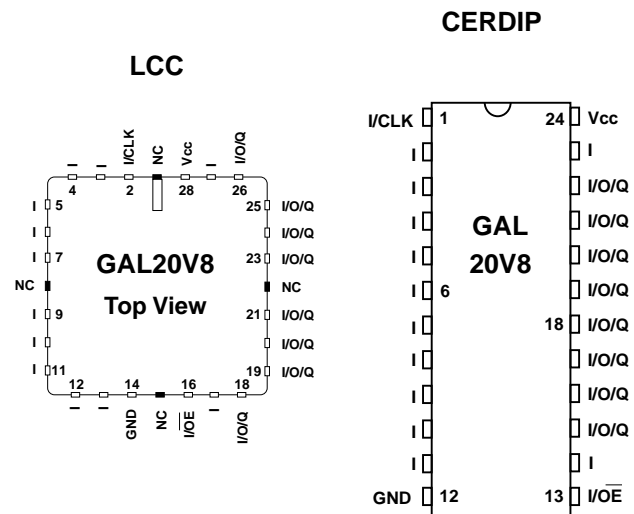 CERDIP
LCC
I I I/CLK NC Vcc I I/O/Q
4 2 28 26
I 5 25 I/O/Q
I I/O/Q
I 7 23 I/O/Q
GAL20V8
NC NC
Top View
I 9 21 I/O/Q
I I/O/Q
I 11 19 I/O/Q
12 14 16 18
I I GND NC I/OE I I/O/Q
I/CLK 1 24 Vcc
I I
I I/O/Q
I GAL I/O/Q
I 20V8 I/O/Q
I 6 I/O/Q
I 18 I/O/Q
I I/O/Q
I I/O/Q
I I/O/Q
I I
GND 12 13 I/OE